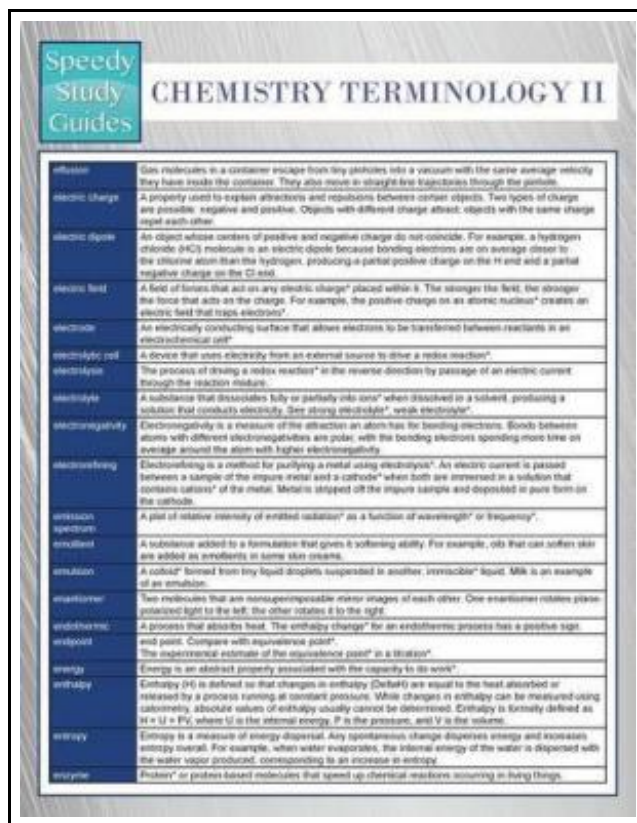 Speedy
Study
Guides
CHEMISTRY TERMINOLOGY II
effusion Gas molecules in a container escape from tiny pinholes into a vacuum with the same average velocity
they have inside the container. They also move in straight-line trajectories through the pinhole.
electric charge A property used to explain attractions and repulsions between certain objects. Two types of charge
are possible: negative and positive. Objects with different charge attract; objects with the same charge
repel each other.
electric dipole An object whose centers of positive and negative charge do not coincide. For example, a hydrogen
chloride (HCl) molecule is an electric dipole because bonding electrons are on average closer to
the chlorine atom than the hydrogen, producing a partial positive charge on the H end and a partial
negative charge on the Cl end.
electric field A field of forces that act on any electric charge* placed within it. The stronger the field, the stronger
the force that acts on the charge. For example, the positive charge on an atomic nucleus* creates an
electric field that traps electrons*.
electrode An electrically conducting surface that allows electrons to be transferred between reactants in an
electrochemical cell*
electrolytic cell A device that uses electricity from an external source to drive a redox reaction*.
electrolysis The process of driving a redox reaction* in the reverse direction by passage of an electric current
through the reaction mixture.
electrolyte A substance that dissociates fully or partially into ions* when dissolved in a solvent, producing a
solution that conducts electricity. See strong electrolyte*, weak electrolyte*.
electronegativity Electronegativity is a measure of the attraction an atom has for bonding electrons. Bonds between
atoms with different electronegativities are polar, with the bonding electrons spending more time on
average around the atom with higher electronegativity.
electrorefining Electrorefining is a method for purifying a metal using electrolysis*. An electric current is passed
between a sample of the impure metal and a cathode* when both are immersed in a solution that
contains cations* of the metal. Metal is stripped off the impure sample and deposited in pure form on
the cathode.
emission A plot of relative intensity of emitted radiation* as a function of wavelength* or frequency*.
spectrum
emollient A substance added to a formulation that gives it softening ability. For example, oils that can soften skin
are added as emollients in some skin creams.
emulsion A colloid* formed from tiny liquid droplets suspended in another, immiscible* liquid. Milk is an example
of an emulsion.
enantiomer Two molecules that are nonsuperimposable mirror images of each other. One enantiomer rotates plane-
polarized light to the left; the other rotates it to the right.
endothermic A process that absorbs heat. The enthalpy change* for an endothermic process has a positive sign.
endpoint end point. Compare with equivalence point*.
The experimental estimate of the equivalence point* in a titration*.
energy Energy is an abstract property associated with the capacity to do work*.
enthalpy Enthalpy (H) is defined so that changes in enthalpy (DeltaH) are equal to the heat absorbed or
released by a process running at constant pressure. While changes in enthalpy can be measured using
calorimetry, absolute values of enthalpy usually cannot be determined. Enthalpy is formally defined as
H = U + PV, where U is the internal energy, P is the pressure, and V is the volume.
entropy Entropy is a measure of energy dispersal. Any spontaneous change disperses energy and increases
entropy overall. For example, when water evaporates, the internal energy of the water is dispersed with
the water vapor produced, corresponding to an increase in entropy.
enzyme Protein* or protein-based molecules that speed up chemical reactions occurring in living things.